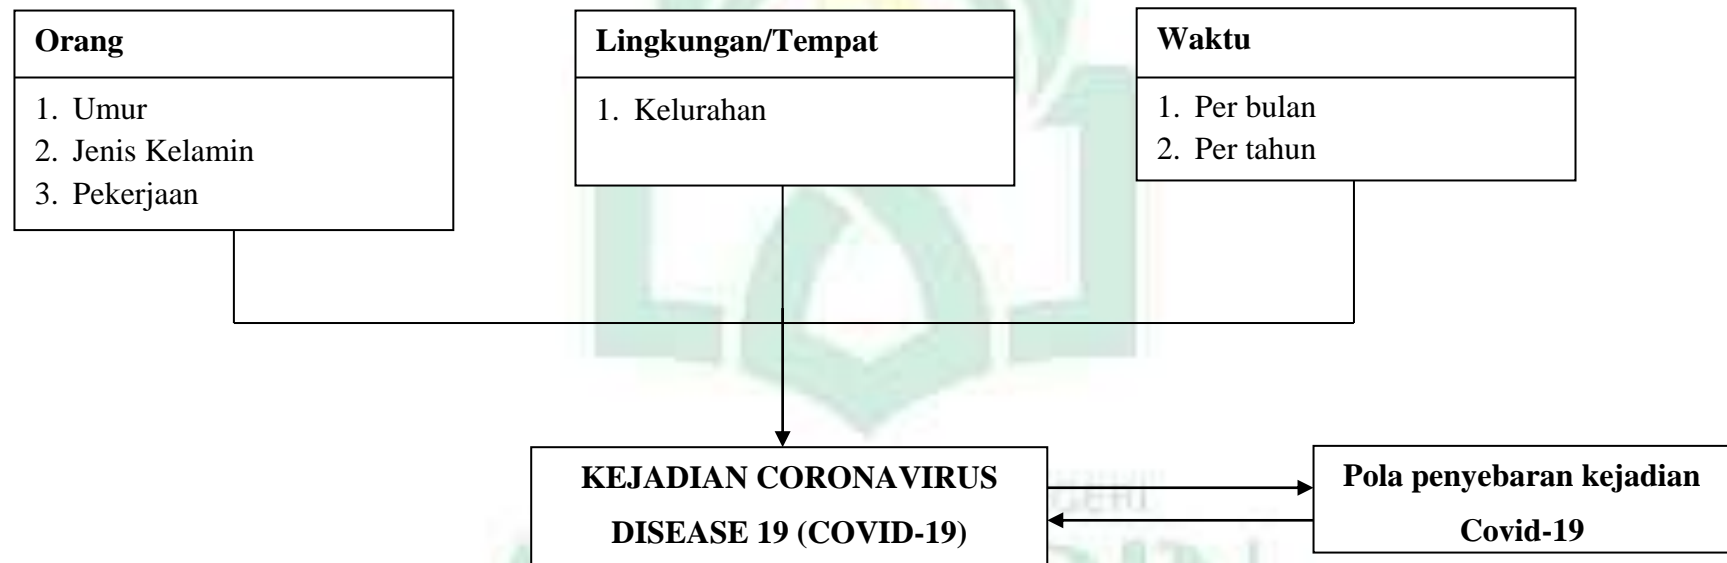 Orang
1. Umur
2. Jenis Kelamin
3. Pekerjaan
Lingkungan/Tempat
1. Kelurahan
Waktu
1. Per bulan
2. Per tahun
KEJADIAN CORONAVIRUS
DISEASE 19 (COVID-19)
Pola penyebaran kejadian
Covid-19